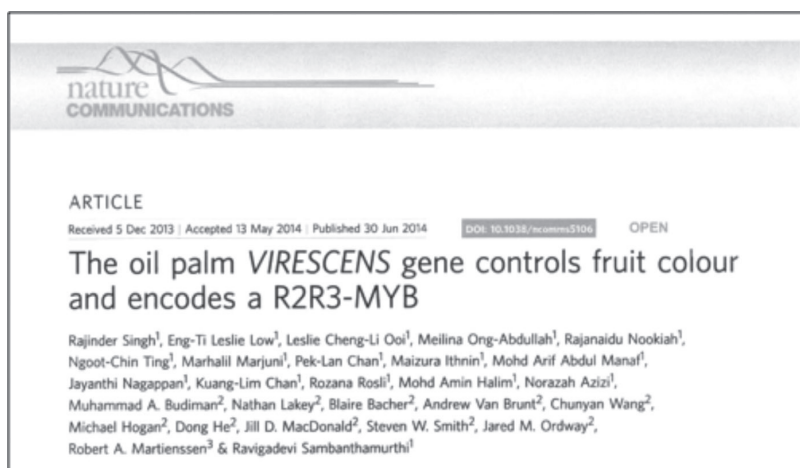 nature
COMMUNICATIONS
ARTICLE
Received 5 Dec 2013 | Accepted 13 May 2014 | Published 30 Jun 2014 DOI: 10.1038/ncomms5106 OPEN
The oil palm VIRESCENS gene controls fruit colour
and encodes a R2R3-MYB
Rajinder Singh1, Eng-Ti Leslie Low1, Leslie Cheng-Li Ooi1, Meilina Ong-Abdullah1, Rajanaidu Nookiah1,
Ngoot-Chin Ting1, Marhalil Marjuni1, Pek-Lan Chan1, Maizura Ithnin1, Mohd Arif Abdul Manaf1,
Jayanthi Nagappan1, Kuang-Lim Chan1, Rozana Rosli1, Mohd Amin Halim1, Norazah Azizi1,
Muhammad A. Budiman2, Nathan Lakey2, Blaire Bacher2, Andrew Van Brunt2, Chunyan Wang2,
Michael Hogan2, Dong He2, Jill D. MacDonald2, Steven W. Smith2, Jared M. Ordway2,
Robert A. Martienssen3 & Ravigadevi Sambanthamurthi1